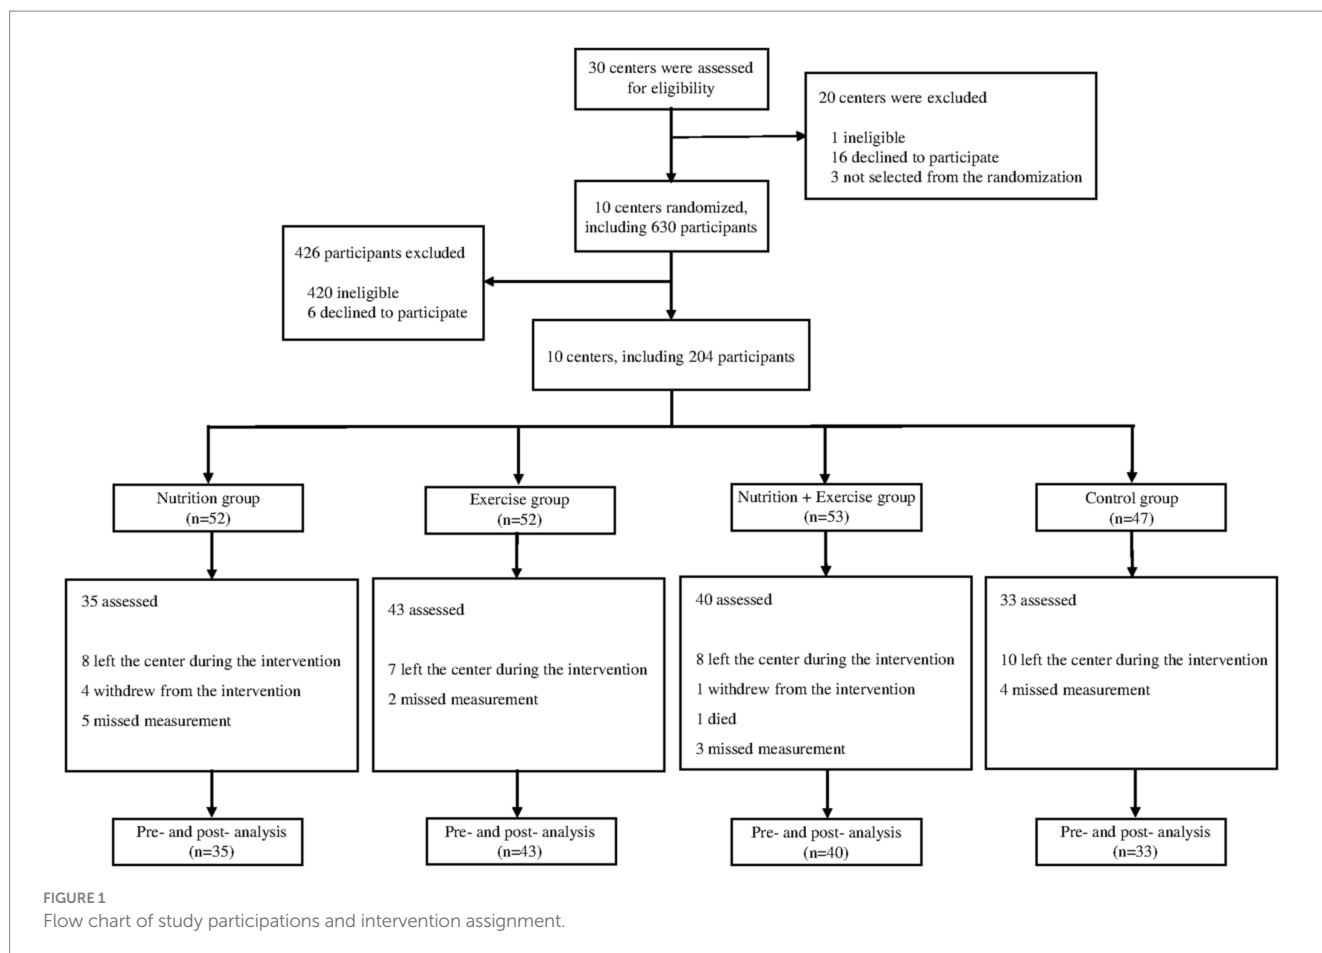 30 centers were assessed
for eligibility
20 centers were excluded
1 ineligible
16 declined to participate
3 not selected from the randomization
10 centers randomized,
including 630 participants
426 participants excluded
420 ineligible
6 declined to participate
10 centers, including 204 participants
Nutrition group
(n=52)
Exercise group
(n=52)
Nutrition + Exercise group
(n=53)
Control group
(n=47)
35 assessed
8 left the center during the intervention
4 withdrew from the intervention
5 missed measurement
43 assessed
7 left the center during the intervention
2 missed measurement
40 assessed
8 left the center during the intervention
1 withdrew from the intervention
1 died
3 missed measurement
33 assessed
10 left the center during the intervention
4 missed measurement
Pre- and post- analysis
(n=35)
Pre- and post- analysis
(n=43)
Pre- and post- analysis
(n=40)
Pre- and post- analysis
(n=33)
FIGURE 1
Flow chart of study participations and intervention assignment.